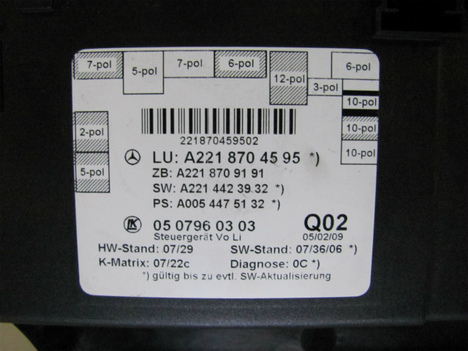 7-pol 5-pol 7-pol 6-pol 12-pol 3-pol 6-pol
10-pol
2-pol 10-pol
5-pol 10-pol
221870459502
LU: A221 870 45 95 *)
ZB: A221 870 91 91
SW: A221 442 39 32 *)
PS: A005 447 51 32 *)
05 0796 03 03 Q02
Steuergerät Vo Li 05/02/09
HW-Stand: 07/29 SW-Stand: 07/36/06 *)
K-Matrix: 07/22c Diagnose: 0C *)
*) gültig bis zu evtl. SW-Aktualisierung